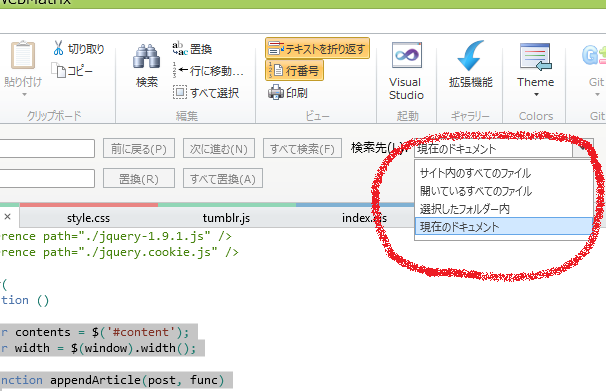 WebMatrix
貼り付け
切り取り
コピー
クリップボード
検索
置換
行に移動...
すべて選択
編集
テキストを折り返す
行番号
印刷
ビュー
Visual
Studio
起動
拡張機能
ギャラリー
Theme
Colors
Git
Git
前に戻る(P)
次に進む(N)
すべて検索(F)
検索先(L)
現在のドキュメント
置換(R)
すべて置換(A)
サイト内のすべてのファイル
開いているすべてのファイル
選択したフォルダー内
現在のドキュメント
style.css
tumblr.js
erence path="./jquery-1.9.1.js" />
erence path="./jquery.cookie.js" />
y(
tion ()
r contents = $('#content');
r width = $(window).width();
nction appendArticle(post, func)